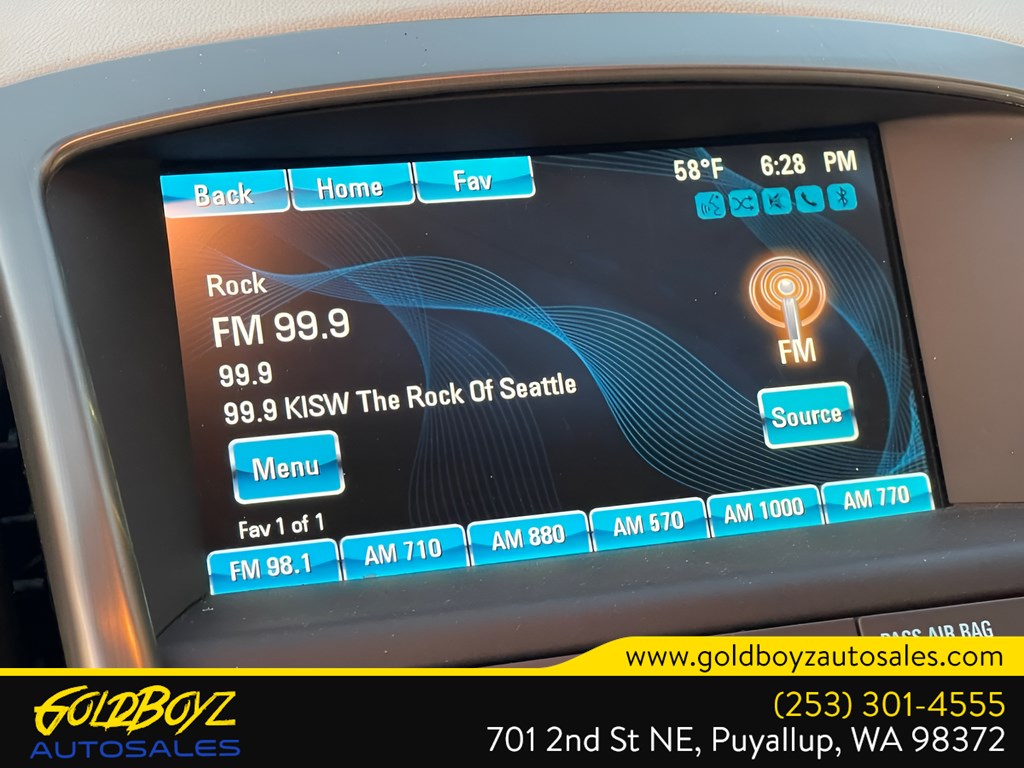 Back Home Fav 58°F 6:28 PM
Rock
FM 99.9
99.9
99.9 KISW The Rock Of Seattle
FM
Source
Menu
Fav 1 of 1
FM 98.1 AM 710 AM 880 AM 570 AM 1000 AM 770
PASS AIR BAG
www.goldboyzautosales.com
GOLDBOYZ
AUTOSALES
(253) 301-4555
701 2nd St NE, Puyallup, WA 98372